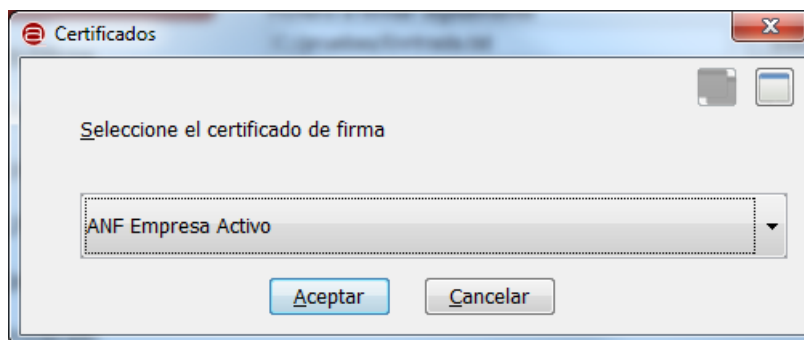 Certificados
Seleccione el certificado de firma
ANF Empresa Activo
Aceptar
Cancelar